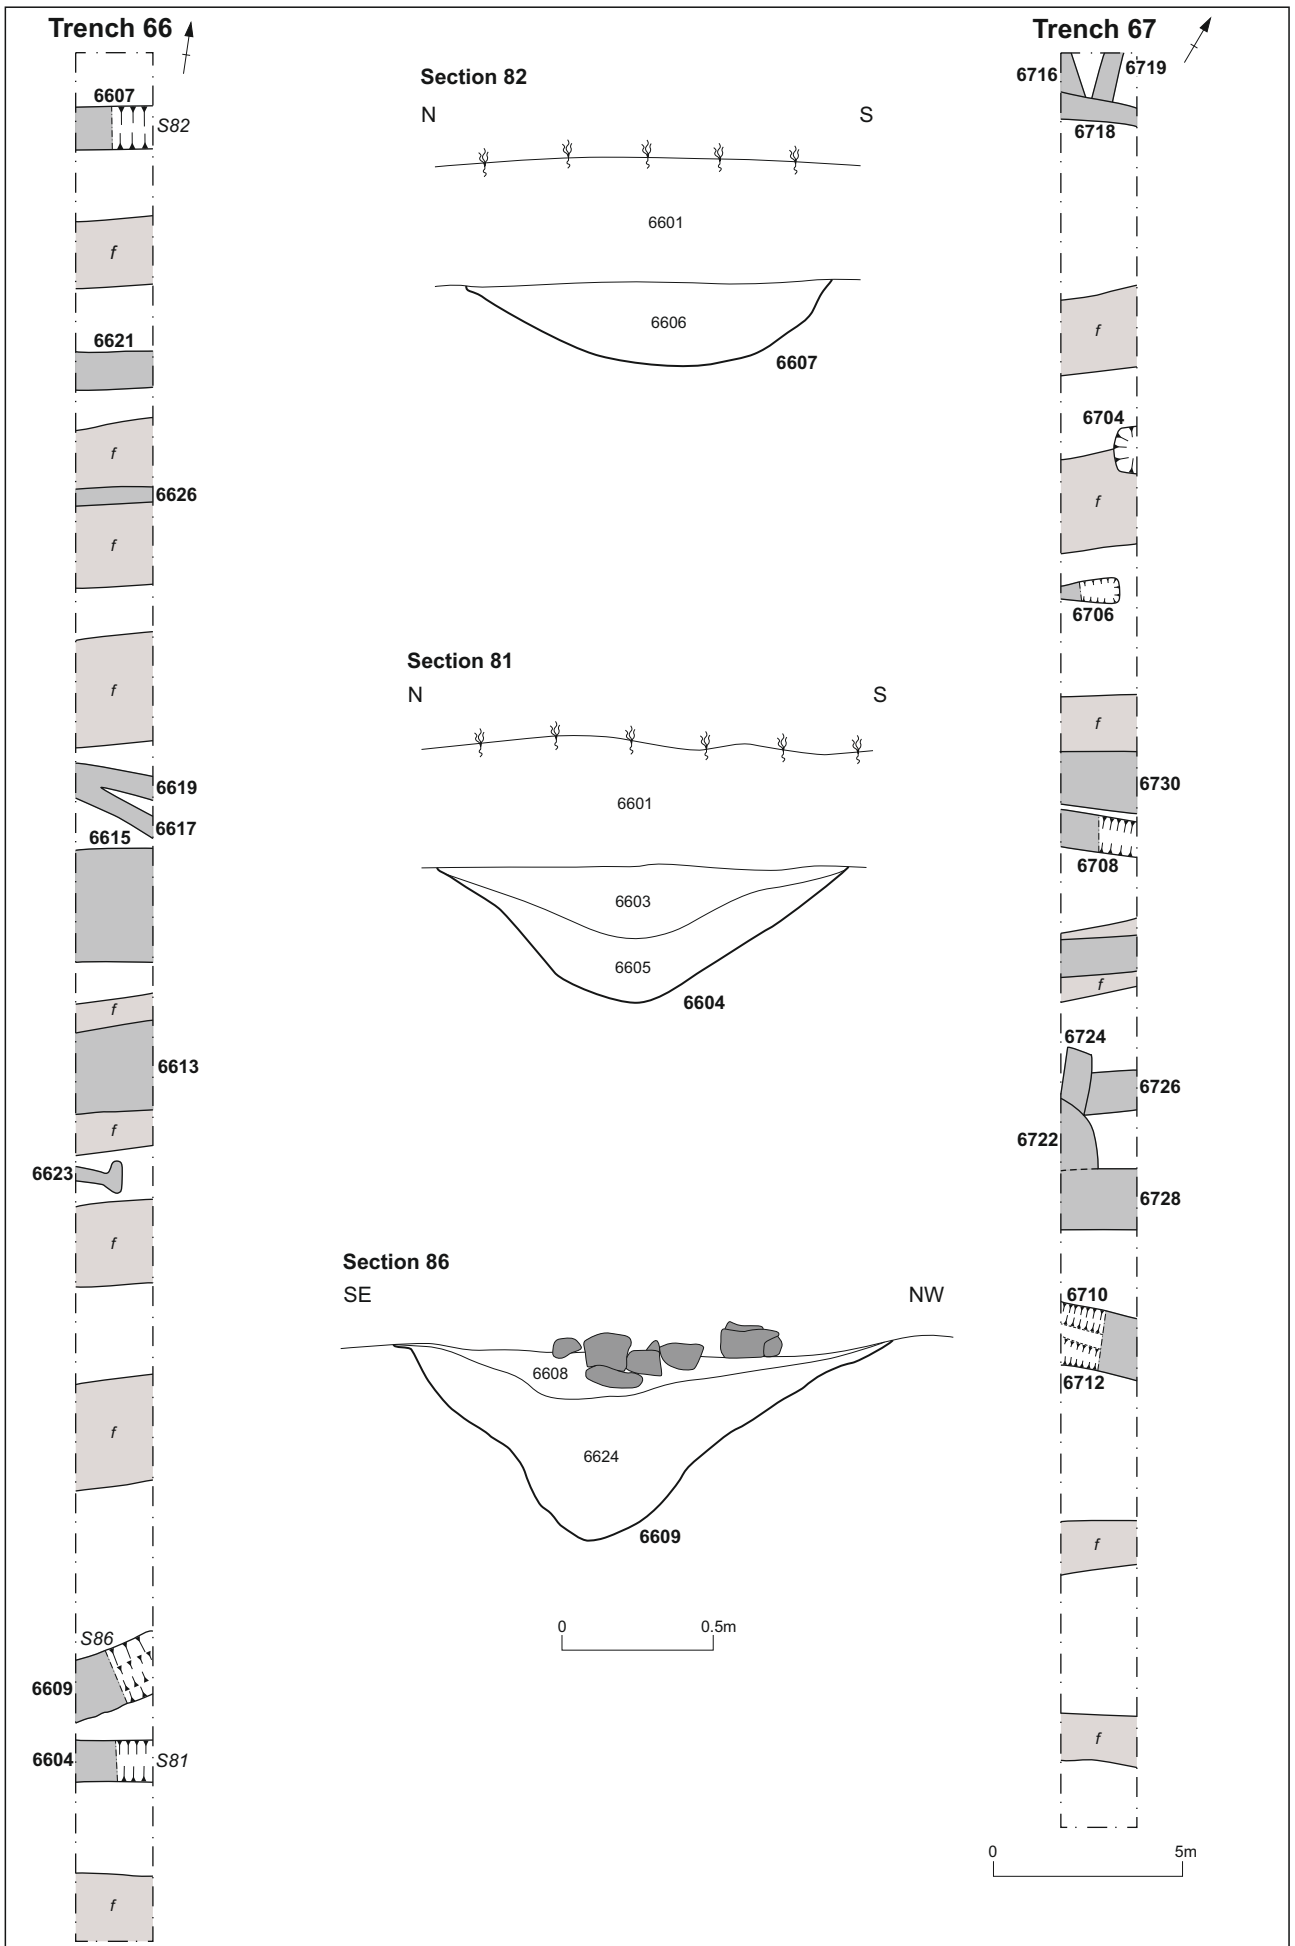 Trench 66
6607
S82
f
6621
f
6626
f
f
6619
6617
6615
f
6613
f
6623
f
f
S86
6609
6604
S81
f
Section 82
N S
6601
6606
6607
Section 81
N S
6601
6603
6605
6604
Section 86
SE NW
6608
6624
6609
0 0.5m
Trench 67
6716
6719
6718
f
6704
f
6706
f
6730
6708
f
6724
6726
6722
6728
6710
6712
f
f
0 5m